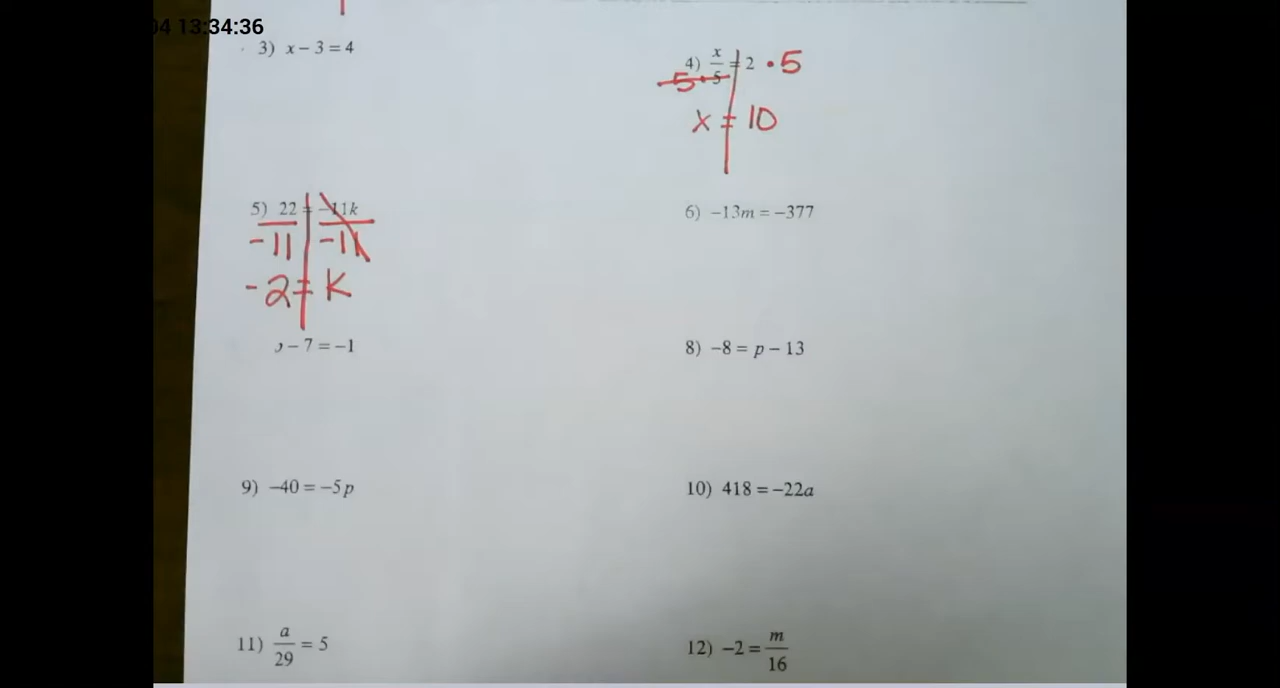 04 13:34:36
3) x − 3 = 4
4) x/5 = 2 • 5
5 •
x = 10
5) 22 = −11k
-11 -11
-2 = K
6) −13m = −377
− 7 = −1
8) −8 = p − 13
9) −40 = −5p
10) 418 = −22a
11) a/29 = 5
12) −2 = m/16